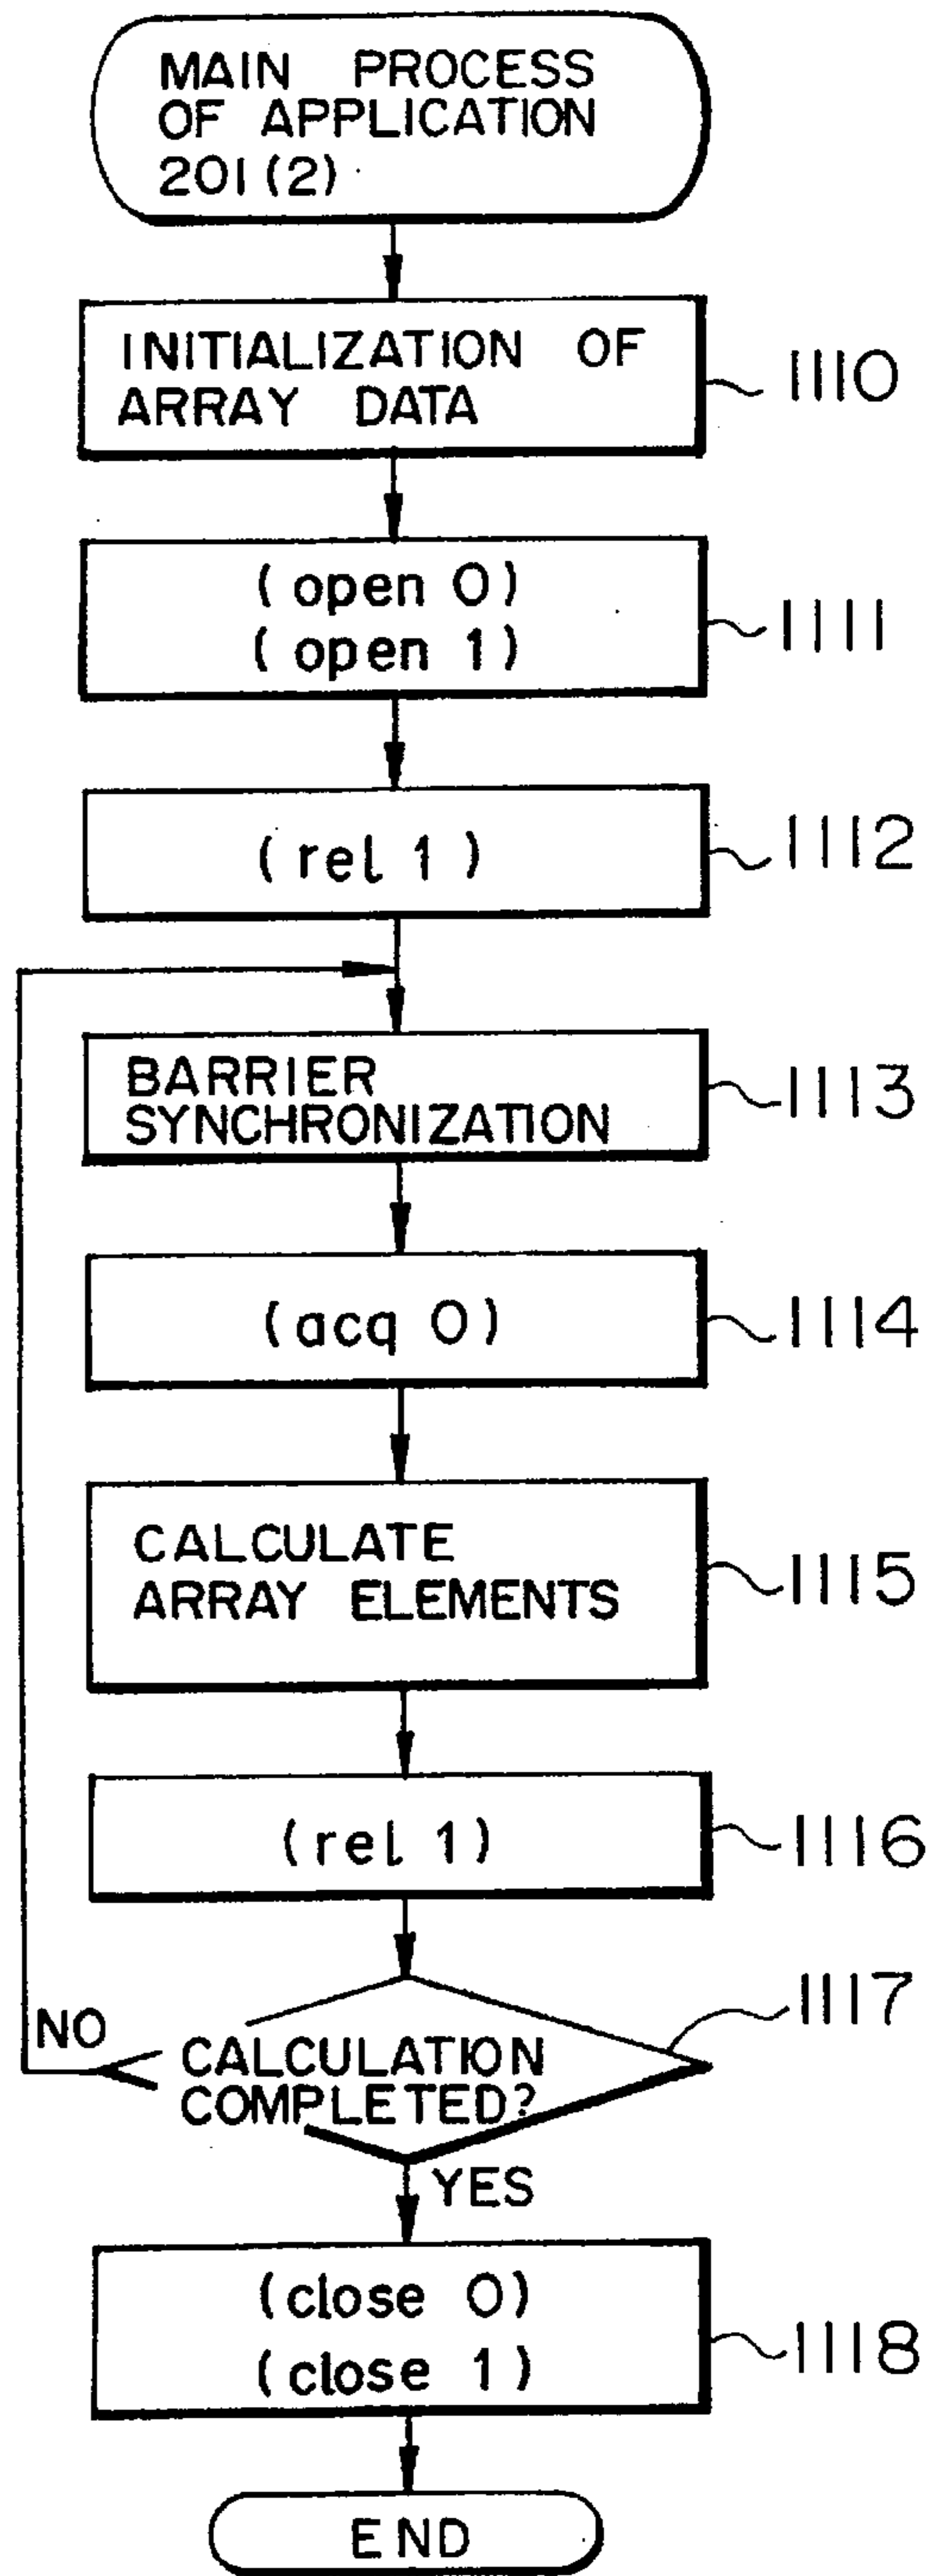 MAIN PROCESS
OF APPLICATION
201(2)
INITIALIZATION OF
ARRAY DATA
1110
(open 0)
(open 1)
1111
(rel 1)
1112
BARRIER
SYNCHRONIZATION
1113
(acq 0)
1114
CALCULATE
ARRAY ELEMENTS
1115
(rel 1)
1116
1117
NO
CALCULATION
COMPLETED?
YES
(close 0)
(close 1)
1118
END